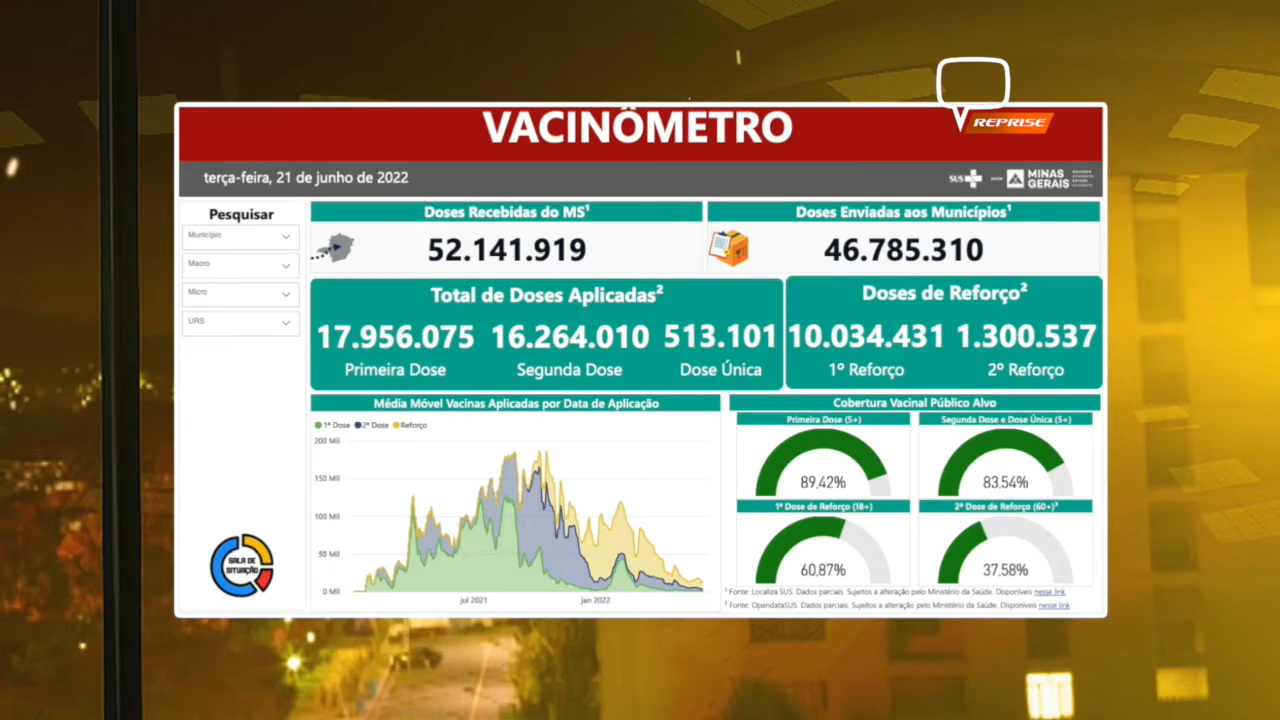 VACINÔMETRO
REPRISE
terça-feira, 21 de junho de 2022
SUS
MINAS GERAIS
Pesquisar
Município
Macro
Micro
URS
Doses Recebidas do MS¹
52.141.919
Doses Enviadas aos Municípios¹
46.785.310
Total de Doses Aplicadas²
17.956.075 16.264.010 513.101
Primeira Dose Segunda Dose Dose Única
Doses de Reforço²
10.034.431 1.300.537
1º Reforço 2º Reforço
Média Móvel Vacinas Aplicadas por Data de Aplicação
1ª Dose 2ª Dose Reforço
200 Mil
150 Mil
100 Mil
50 Mil
0 Mil
jul 2021 jan 2022
Cobertura Vacinal Público Alvo
Primeira Dose (5+)
89,42%
Segunda Dose e Dose Única (5+)
83,54%
1ª Dose de Reforço (18+)
60,87%
2ª Dose de Reforço (60+)³
37,58%
¹ Fonte: Localiza SUS. Dados parciais. Sujeitos a alteração pelo Ministério da Saúde. Disponíveis nesse link.
² Fonte: OpendataSUS. Dados parciais. Sujeitos a alteração pelo Ministério da Saúde. Disponíveis nesse link
SALA DE
SITUAÇÃO